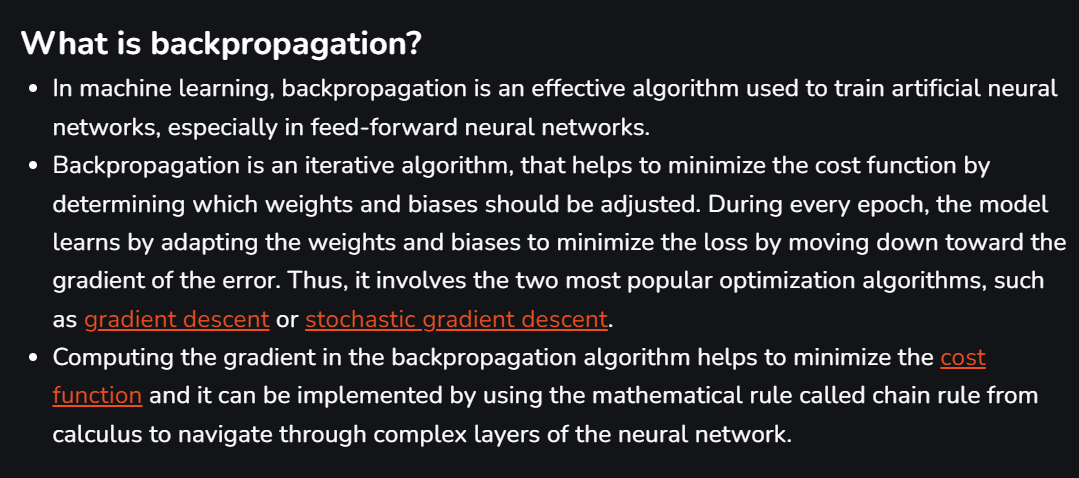 What is backpropagation?
• In machine learning, backpropagation is an effective algorithm used to train artificial neural
networks, especially in feed-forward neural networks.
• Backpropagation is an iterative algorithm, that helps to minimize the cost function by
determining which weights and biases should be adjusted. During every epoch, the model
learns by adapting the weights and biases to minimize the loss by moving down toward the
gradient of the error. Thus, it involves the two most popular optimization algorithms, such
as gradient descent or stochastic gradient descent.
• Computing the gradient in the backpropagation algorithm helps to minimize the cost
function and it can be implemented by using the mathematical rule called chain rule from
calculus to navigate through complex layers of the neural network.